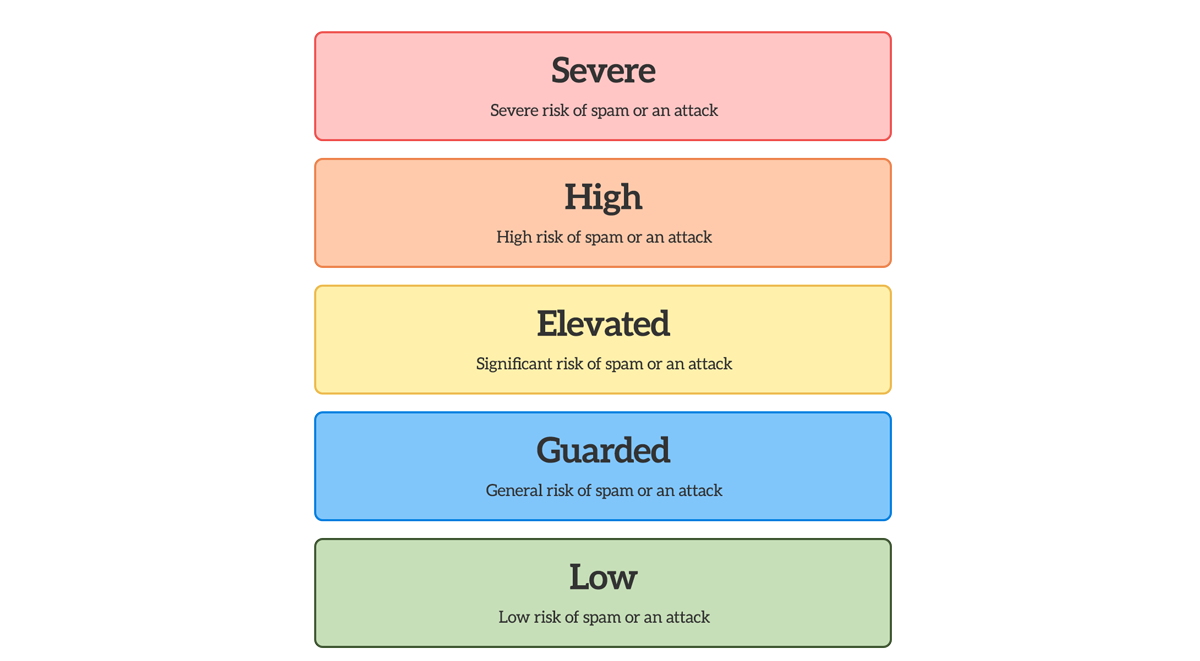 Severe
Severe risk of spam or an attack
High
High risk of spam or an attack
Elevated
Significant risk of spam or an attack
Guarded
General risk of spam or an attack
Low
Low risk of spam or an attack